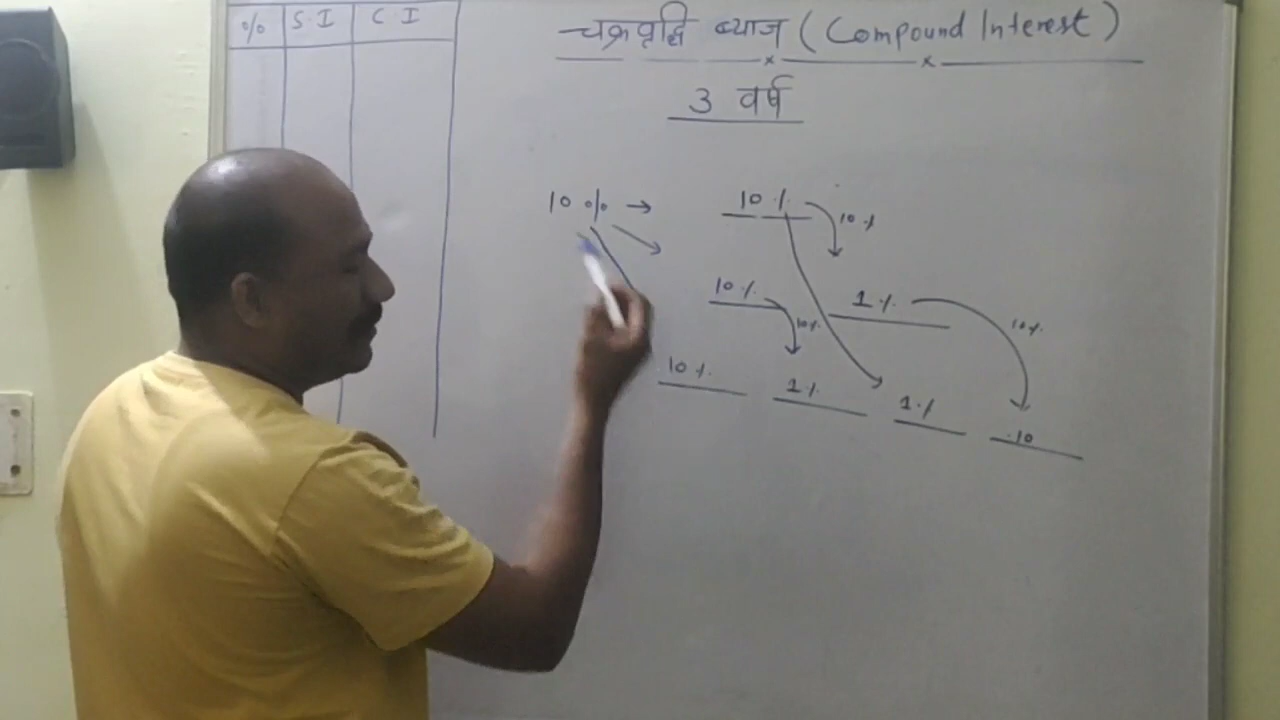 % S.I C.I
चक्रवृद्धि ब्याज (Compound Interest)
3 वर्ष
10 % → 10 %. 10 %
10 %. 10 %. 1 %. 10 %.
10 %. 1 %. 1 % .10